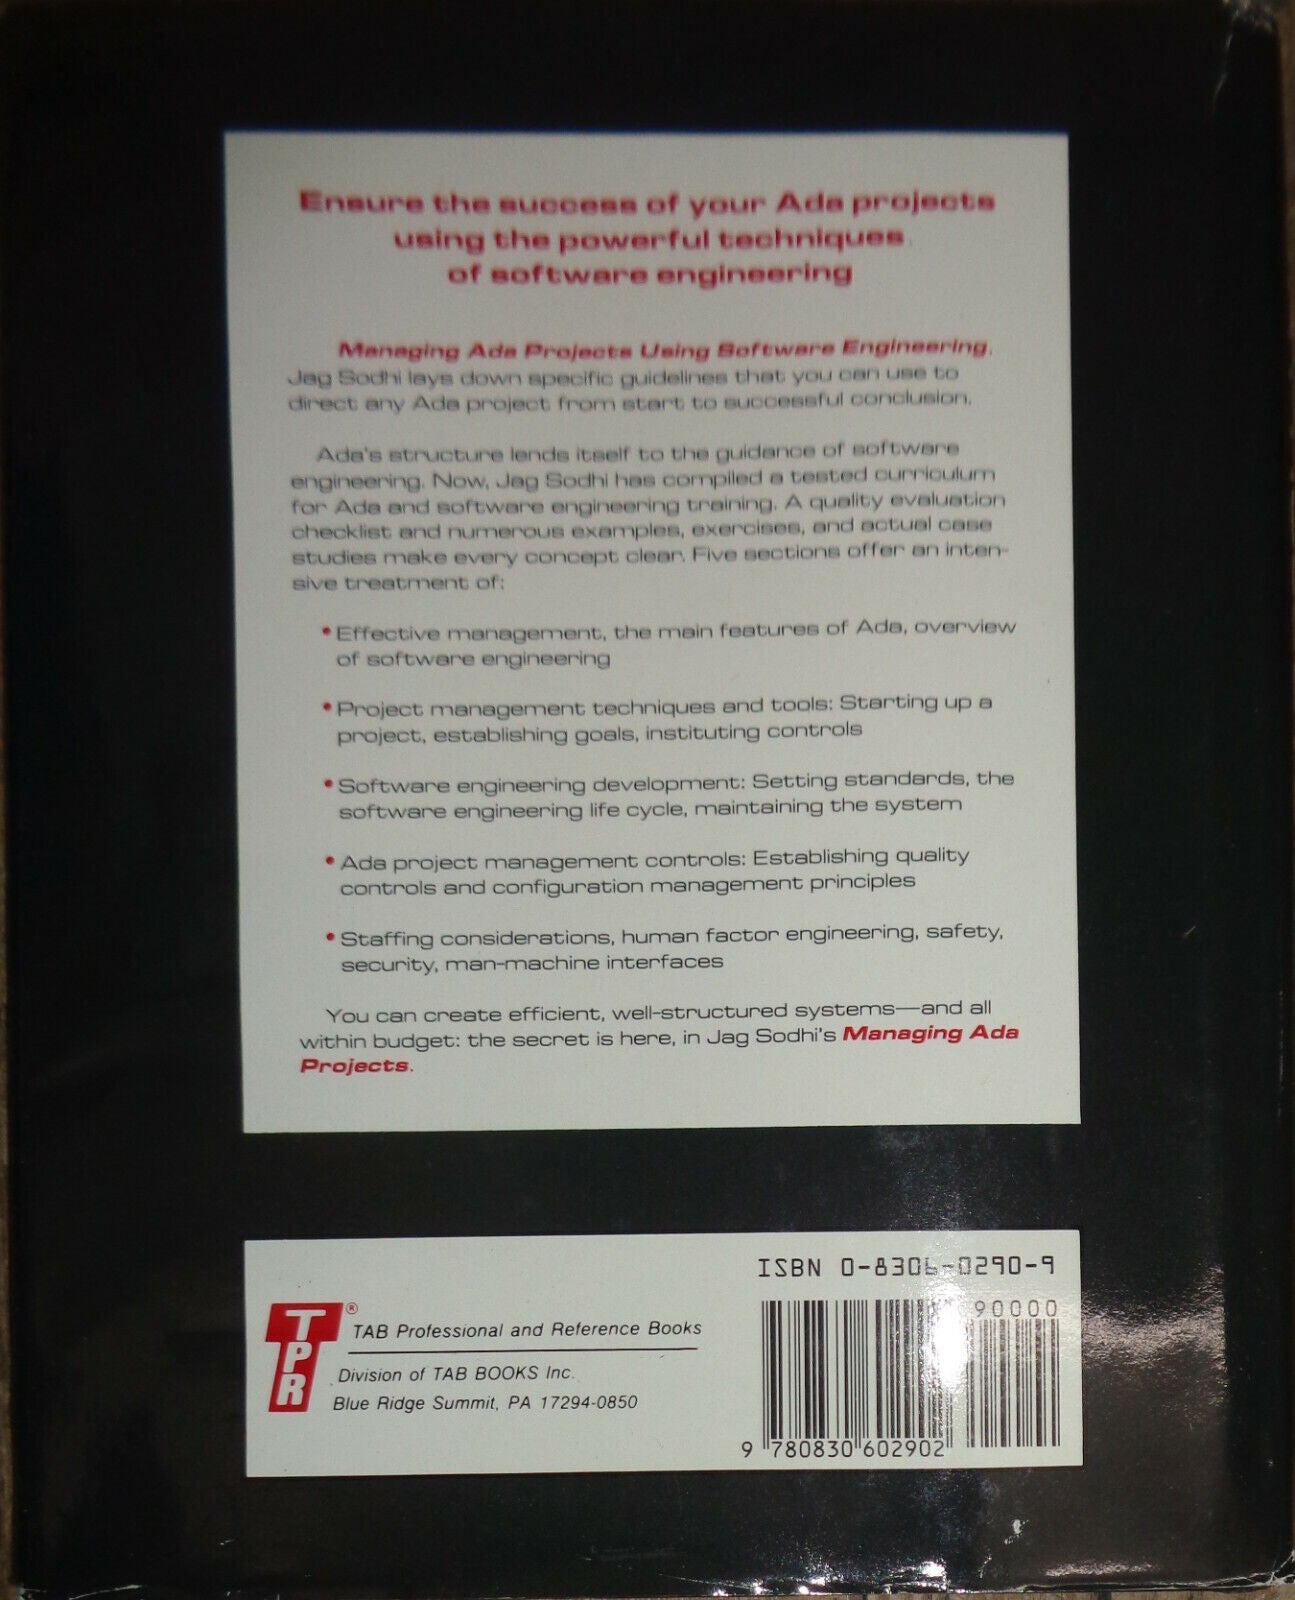 Ensure the success of your Ada projects
using the powerful techniques
of software engineering
Managing Ada Projects Using Software Engineering,
Jag Sodhi lays down specific guidelines that you can use to
direct any Ada project from start to successful conclusion.
Ada's structure lends itself to the guidance of software
engineering. Now, Jag Sodhi has compiled a tested curriculum
for Ada and software engineering training. A quality evaluation
checklist and numerous examples, exercises, and actual case
studies make every concept clear. Five sections offer an inten-
sive treatment of:
• Effective management, the main features of Ada, overview
of software engineering
• Project management techniques and tools: Starting up a
project, establishing goals, instituting controls
• Software engineering development: Setting standards, the
software engineering life cycle, maintaining the system
• Ada project management controls: Establishing quality
controls and configuration management principles
• Staffing considerations, human factor engineering, safety,
security, man-machine interfaces
You can create efficient, well-structured systems—and all
within budget: the secret is here, in Jag Sodhi's Managing Ada
Projects.
ISBN 0-8306-0290-9
90000
TPR®
TAB Professional and Reference Books
Division of TAB BOOKS Inc.
Blue Ridge Summit, PA 17294-0850
9 780830 602902